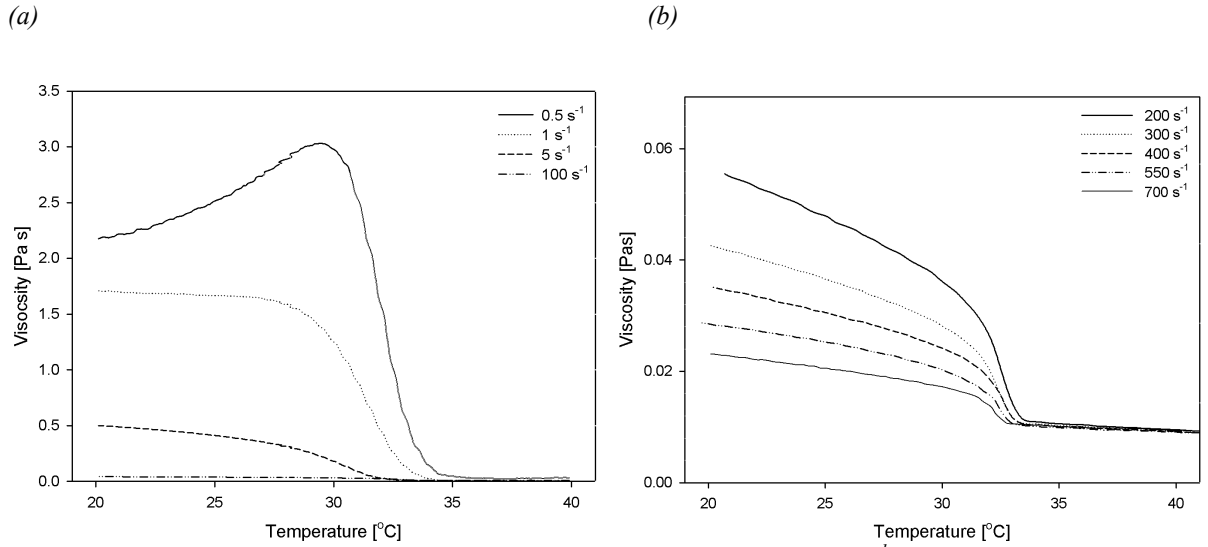 (a)
(b)
3.5
3.0
2.5
2.0
1.5
1.0
0.5
0.0
Visocsity [Pa s]
0.5 s-1
1 s-1
5 s-1
100 s-1
20 25 30 35 40
Temperature [oC]
0.06
0.04
0.02
0.00
Viscosity [Pas]
200 s-1
300 s-1
400 s-1
550 s-1
700 s-1
20 25 30 35 40
Temperature [oC]